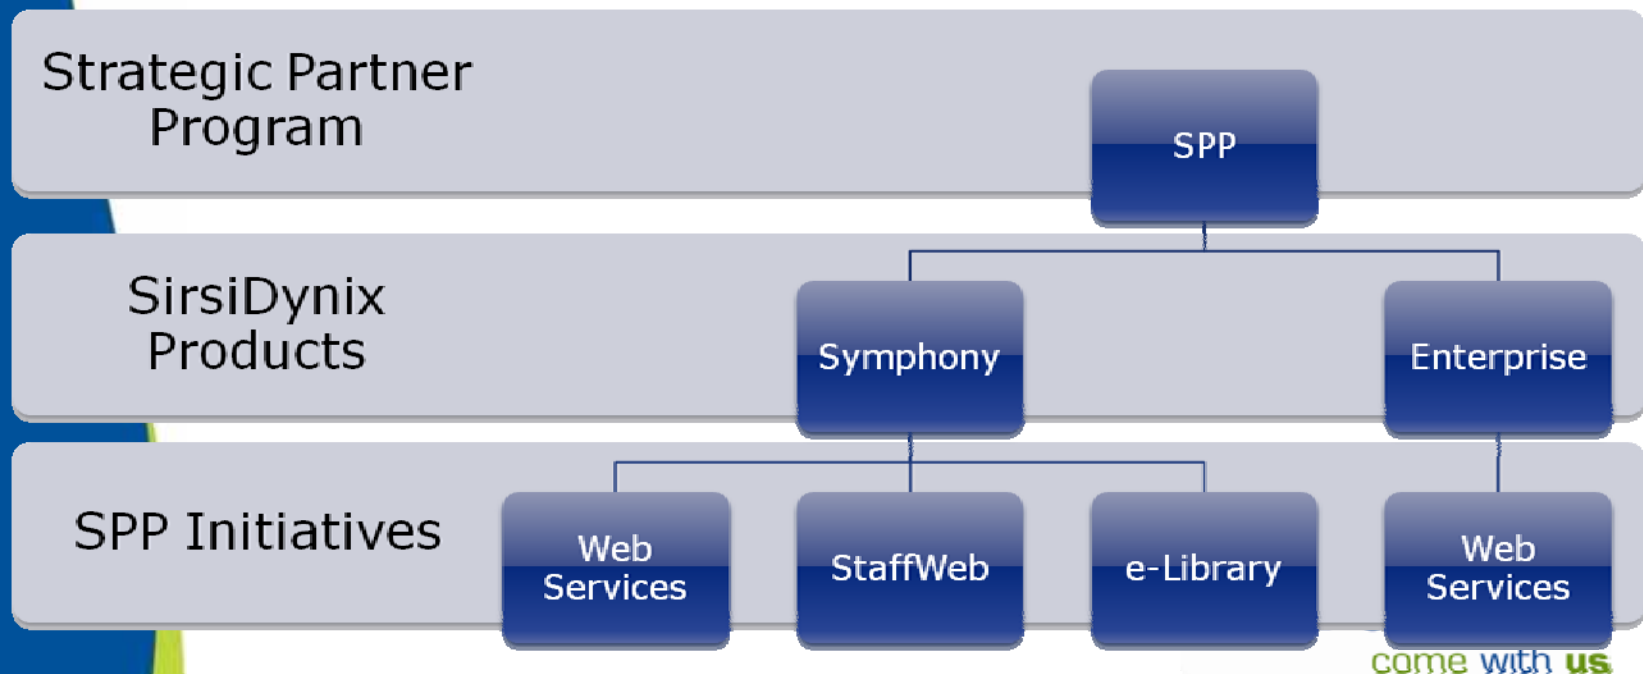 Strategic Partner
Program
SPP
SirsiDynix
Products
Symphony
Enterprise
SPP Initiatives
Web
Services
StaffWeb
e-Library
Web
Services
come with us